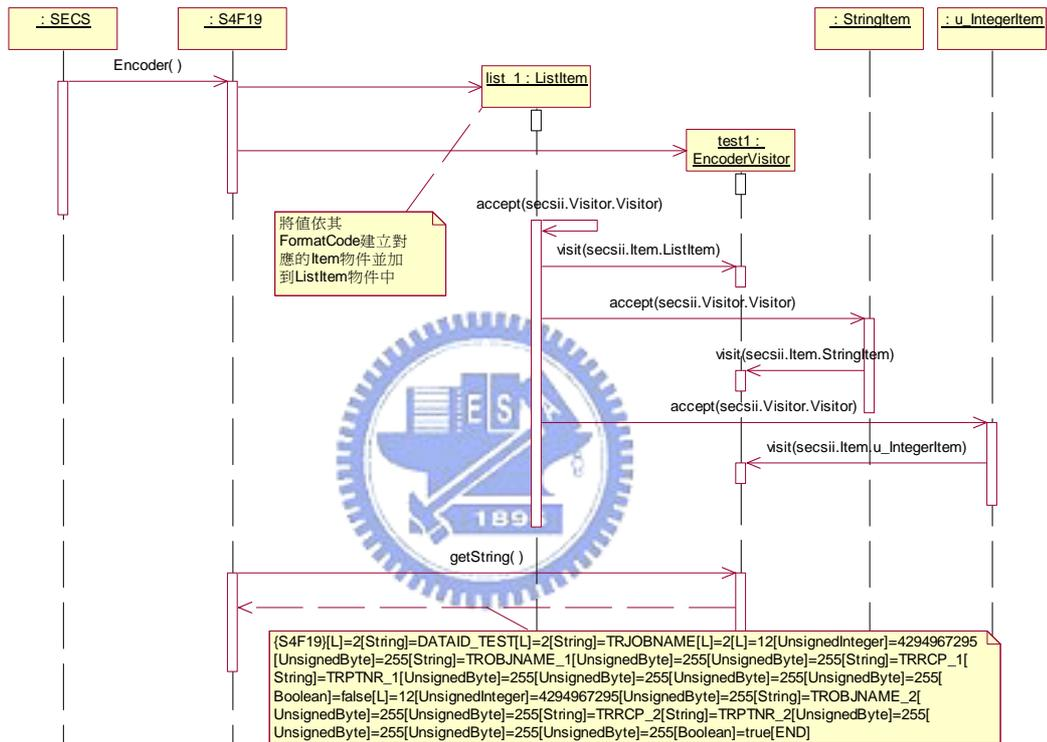 : SECS
: S4F19
: StringItem
: u_IntegerItem
Encoder( )
list_1 : ListItem
test1 :
EncoderVisitor
accept(secsii.Visitor.Visitor)
將值依其
FormatCode建立對
應的Item物件並加
到ListItem物件中
visit(secsii.Item.ListItem)
accept(secsii.Visitor.Visitor)
visit(secsii.Item.StringItem)
accept(secsii.Visitor.Visitor)
visit(secsii.Item.u_IntegerItem)
E S A
189
getString( )
{S4F19}[L]=2[String]=DATAID_TEST[L]=2[String]=TRJOBNAME[L]=2[L]=12[UnsignedInteger]=4294967295
[UnsignedByte]=255[String]=TROBJNAME_1[UnsignedByte]=255[UnsignedByte]=255[String]=TRRCP_1[
String]=TRPTNR_1[UnsignedByte]=255[UnsignedByte]=255[UnsignedByte]=255[UnsignedByte]=255[
Boolean]=false[L]=12[UnsignedInteger]=4294967295[UnsignedByte]=255[String]=TROBJNAME_2[
UnsignedByte]=255[UnsignedByte]=255[String]=TRRCP_2[String]=TRPTNR_2[UnsignedByte]=255[
UnsignedByte]=255[UnsignedByte]=255[UnsignedByte]=255[Boolean]=true[END]